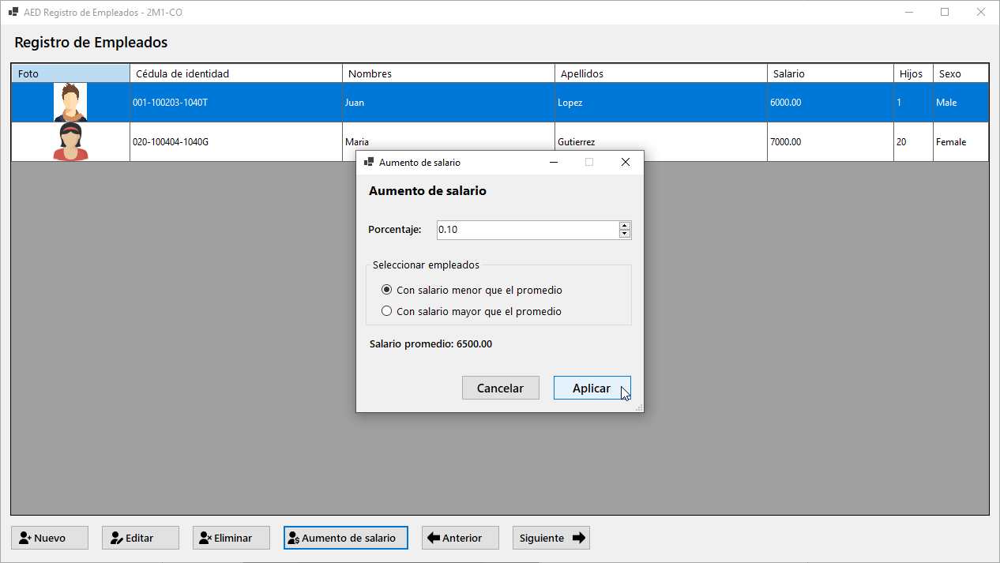 AED Registro de Empleados - 2M1-CO
Registro de Empleados
Foto Cédula de identidad Nombres Apellidos Salario Hijos Sexo
001-100203-1040T Juan Lopez 6000.00 1 Male
020-100404-1040G Maria Gutierrez 7000.00 20 Female
Aumento de salario
Aumento de salario
Porcentaje: 0.10
Seleccionar empleados
Con salario menor que el promedio
Con salario mayor que el promedio
Salario promedio: 6500.00
Cancelar Aplicar
Nuevo Editar Eliminar Aumento de salario Anterior Siguiente